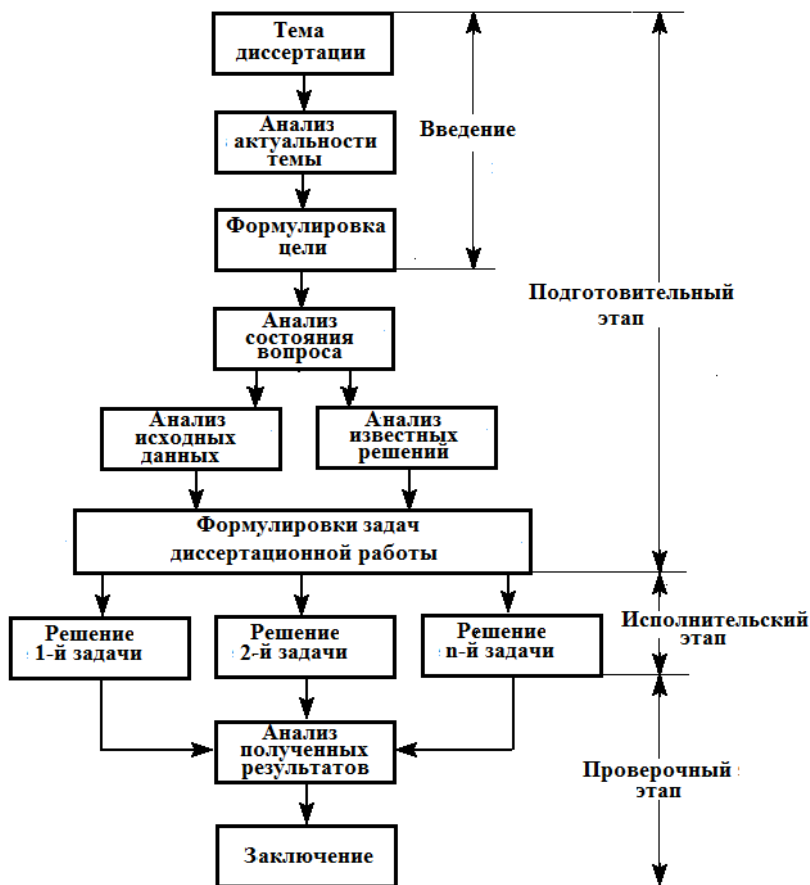 Тема
диссертации
Анализ
актуальности
темы
Введение
Формулировка
цели
Подготовительный
этап
Анализ
состояния
вопроса
Анализ
исходных
данных
Анализ
известных
решений
Формулировки задач
диссертационной работы
Исполнительский
этап
Решение
1-й задачи
Решение
2-й задачи
Решение
n-й задачи
Анализ
полученных
результатов
Проверочный
этап
Заключение